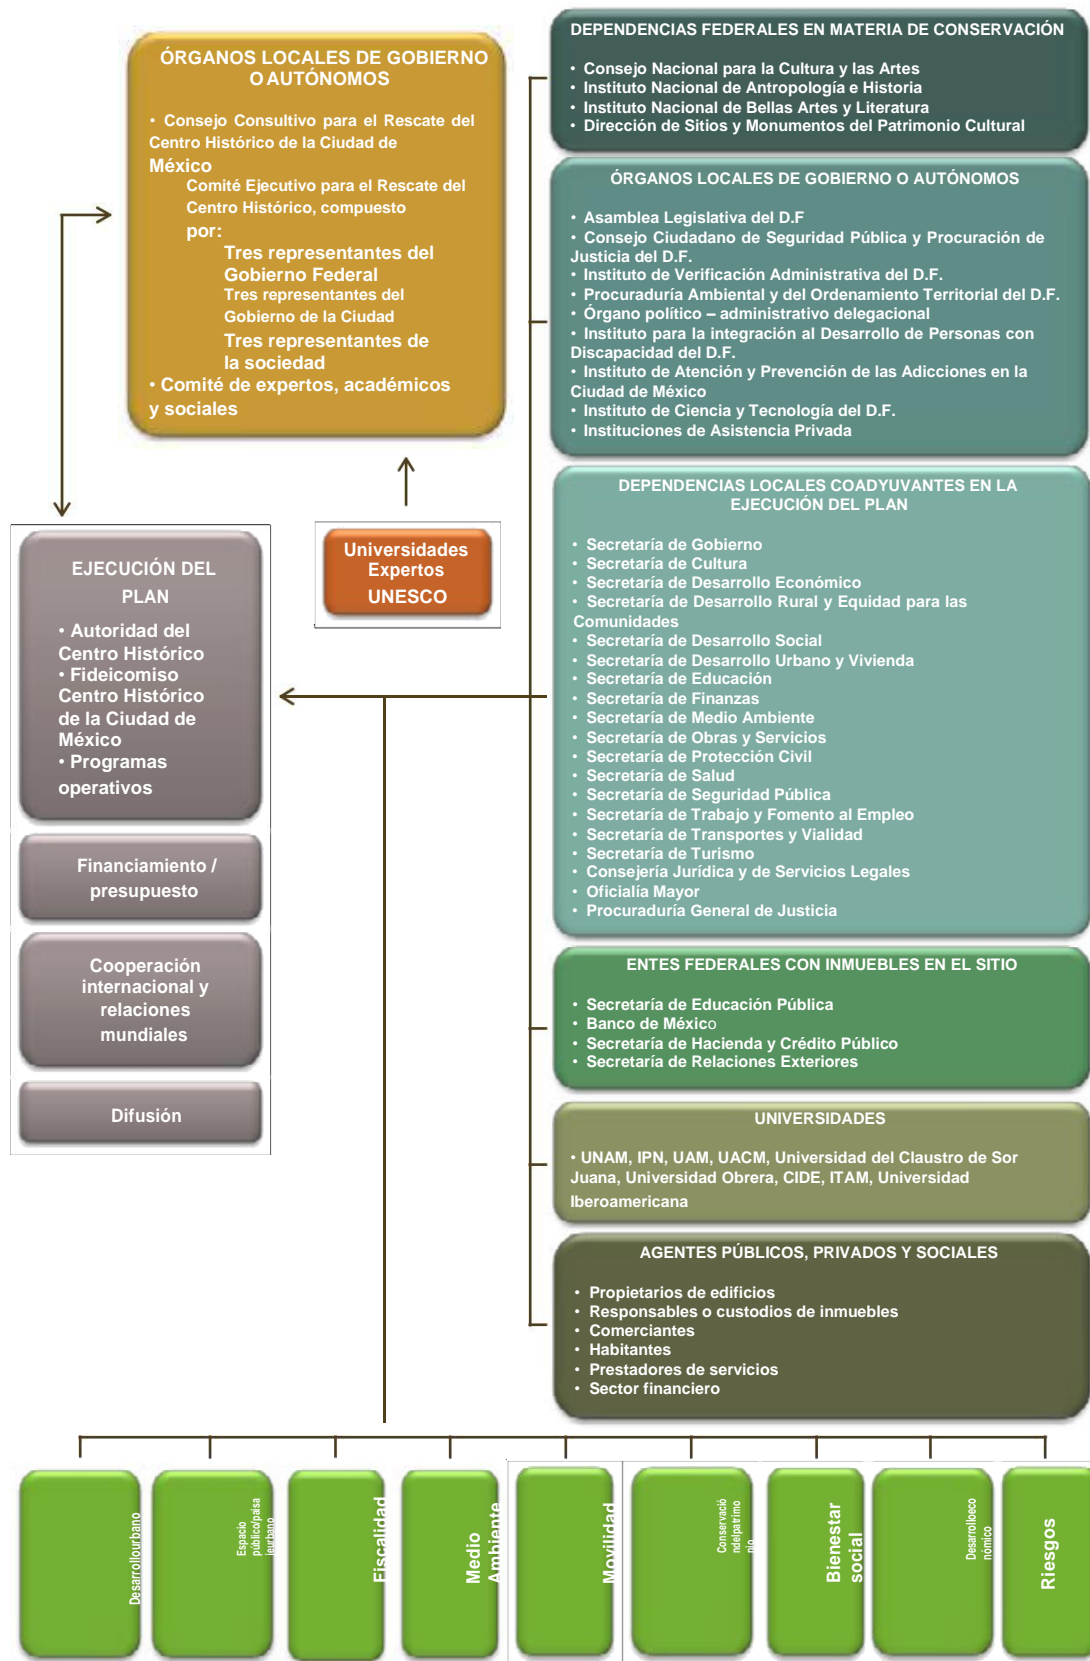 ÓRGANOS LOCALES DE GOBIERNO
O AUTÓNOMOS
• Consejo Consultivo para el Rescate del
Centro Histórico de la Ciudad de
México
Comité Ejecutivo para el Rescate del
Centro Histórico, compuesto
por:
Tres representantes del
Gobierno Federal
Tres representantes del
Gobierno de la Ciudad
Tres representantes de
la sociedad
• Comité de expertos, académicos
y sociales
Universidades
Expertos
UNESCO
EJECUCIÓN DEL
PLAN
• Autoridad del
Centro Histórico
• Fideicomiso
Centro Histórico
de la Ciudad de
México
• Programas
operativos
Financiamiento /
presupuesto
Cooperación
internacional y
relaciones
mundiales
Difusión
DEPENDENCIAS FEDERALES EN MATERIA DE CONSERVACIÓN
• Consejo Nacional para la Cultura y las Artes
• Instituto Nacional de Antropología e Historia
• Instituto Nacional de Bellas Artes y Literatura
• Dirección de Sitios y Monumentos del Patrimonio Cultural
ÓRGANOS LOCALES DE GOBIERNO O AUTÓNOMOS
• Asamblea Legislativa del D.F
• Consejo Ciudadano de Seguridad Pública y Procuración de
Justicia del D.F.
• Instituto de Verificación Administrativa del D.F.
• Procuraduría Ambiental y del Ordenamiento Territorial del D.F.
• Órgano político – administrativo delegacional
• Instituto para la integración al Desarrollo de Personas con
Discapacidad del D.F.
• Instituto de Atención y Prevención de las Adicciones en la
Ciudad de México
• Instituto de Ciencia y Tecnología del D.F.
• Instituciones de Asistencia Privada
DEPENDENCIAS LOCALES COADYUVANTES EN LA
EJECUCIÓN DEL PLAN
• Secretaría de Gobierno
• Secretaría de Cultura
• Secretaría de Desarrollo Económico
• Secretaría de Desarrollo Rural y Equidad para las
Comunidades
• Secretaría de Desarrollo Social
• Secretaría de Desarrollo Urbano y Vivienda
• Secretaría de Educación
• Secretaría de Finanzas
• Secretaría de Medio Ambiente
• Secretaría de Obras y Servicios
• Secretaría de Protección Civil
• Secretaría de Salud
• Secretaría de Seguridad Pública
• Secretaría de Trabajo y Fomento al Empleo
• Secretaría de Transportes y Vialidad
• Secretaría de Turismo
• Consejería Jurídica y de Servicios Legales
• Oficialía Mayor
• Procuraduría General de Justicia
ENTES FEDERALES CON INMUEBLES EN EL SITIO
• Secretaría de Educación Pública
• Banco de México
• Secretaría de Hacienda y Crédito Público
• Secretaría de Relaciones Exteriores
UNIVERSIDADES
• UNAM, IPN, UAM, UACM, Universidad del Claustro de Sor
Juana, Universidad Obrera, CIDE, ITAM, Universidad
Iberoamericana
AGENTES PÚBLICOS, PRIVADOS Y SOCIALES
• Propietarios de edificios
• Responsables o custodios de inmuebles
• Comerciantes
• Habitantes
• Prestadores de servicios
• Sector financiero
Desarrollourbano
Espacio
público/paisa
jeurbano
Fiscalidad
Medio
Ambiente
Movilidad
Conservació
ndelpatrimo
nio
Bienestar
social
Desarrolloeco
nómico
Riesgos